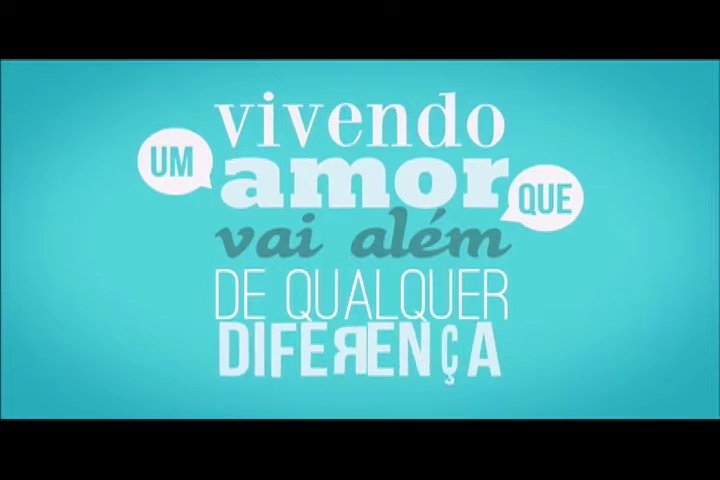 vivendo
UM amor QUE
vai além
DE QUALQUER
DIFERENÇA